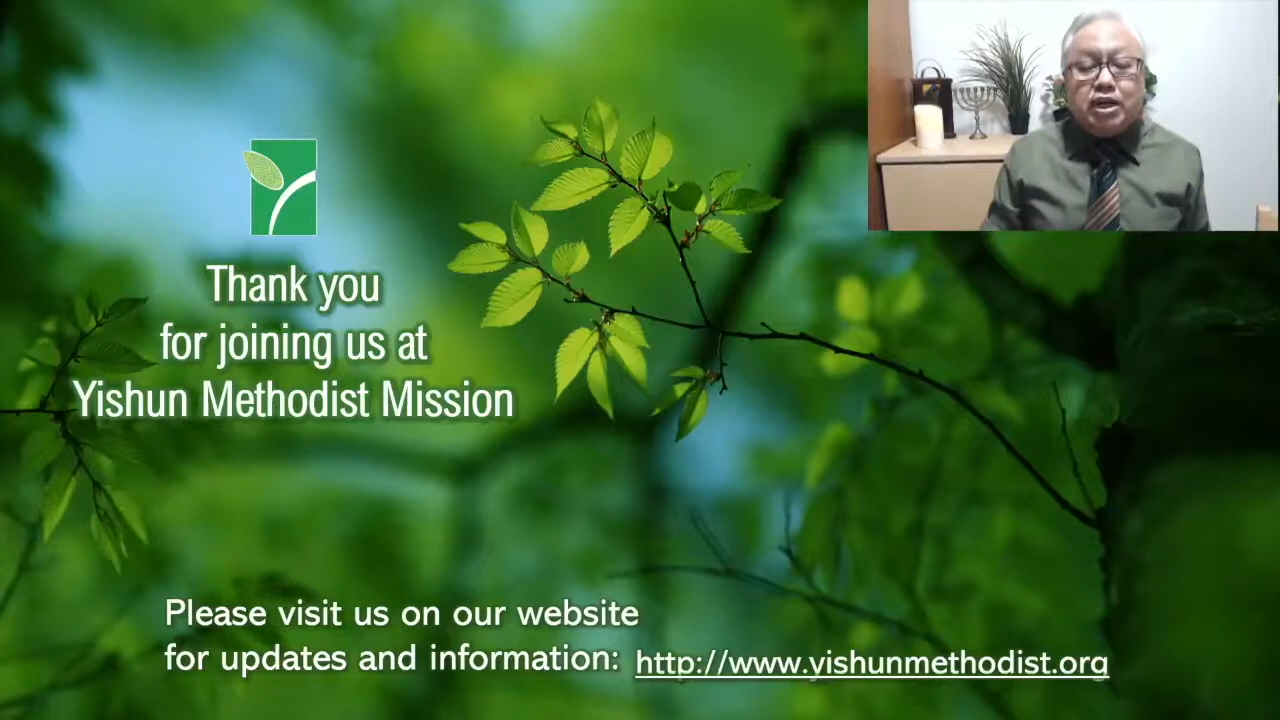 Thank you
for joining us at
Yishun Methodist Mission
Please visit us on our website
for updates and information: http://www.yishunmethodist.org